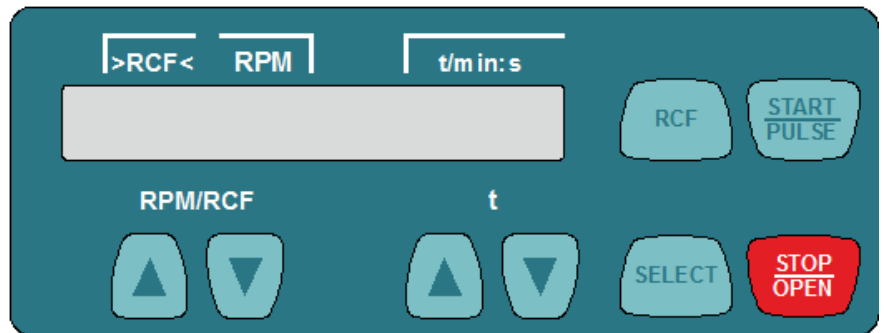 >RCF< RPM t/min:s
RCF
START
PULSE
RPM/RCF t
SELECT
STOP
OPEN